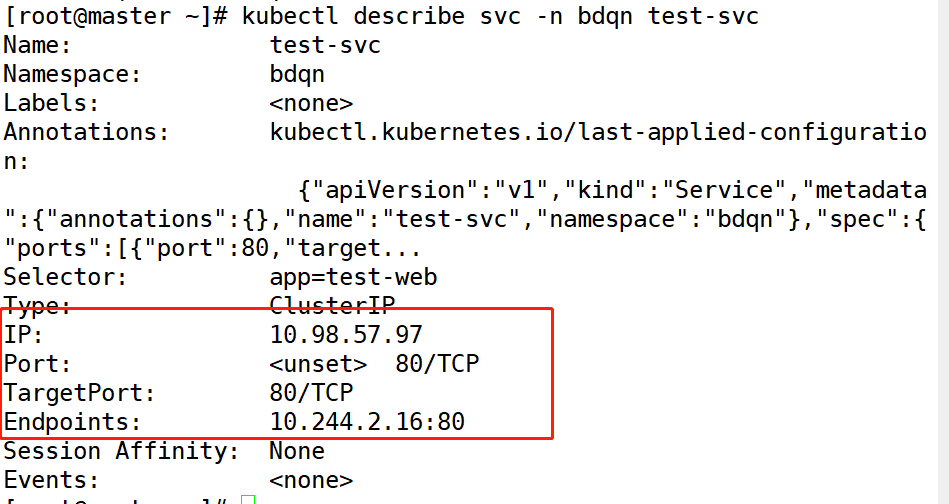 [root@master ~]# kubectl describe svc -n bdqn test-svc
Name:              test-svc
Namespace:         bdqn
Labels:            <none>
Annotations:       kubectl.kubernetes.io/last-applied-configuratio
n:
                     {"apiVersion":"v1","kind":"Service","metadata
":{"annotations":{},"name":"test-svc","namespace":"bdqn"},"spec":{
"ports":[{"port":80,"target...
Selector:          app=test-web
Type:              ClusterIP
IP:                10.98.57.97
Port:              <unset>  80/TCP
TargetPort:        80/TCP
Endpoints:         10.244.2.16:80
Session Affinity:  None
Events:            <none>